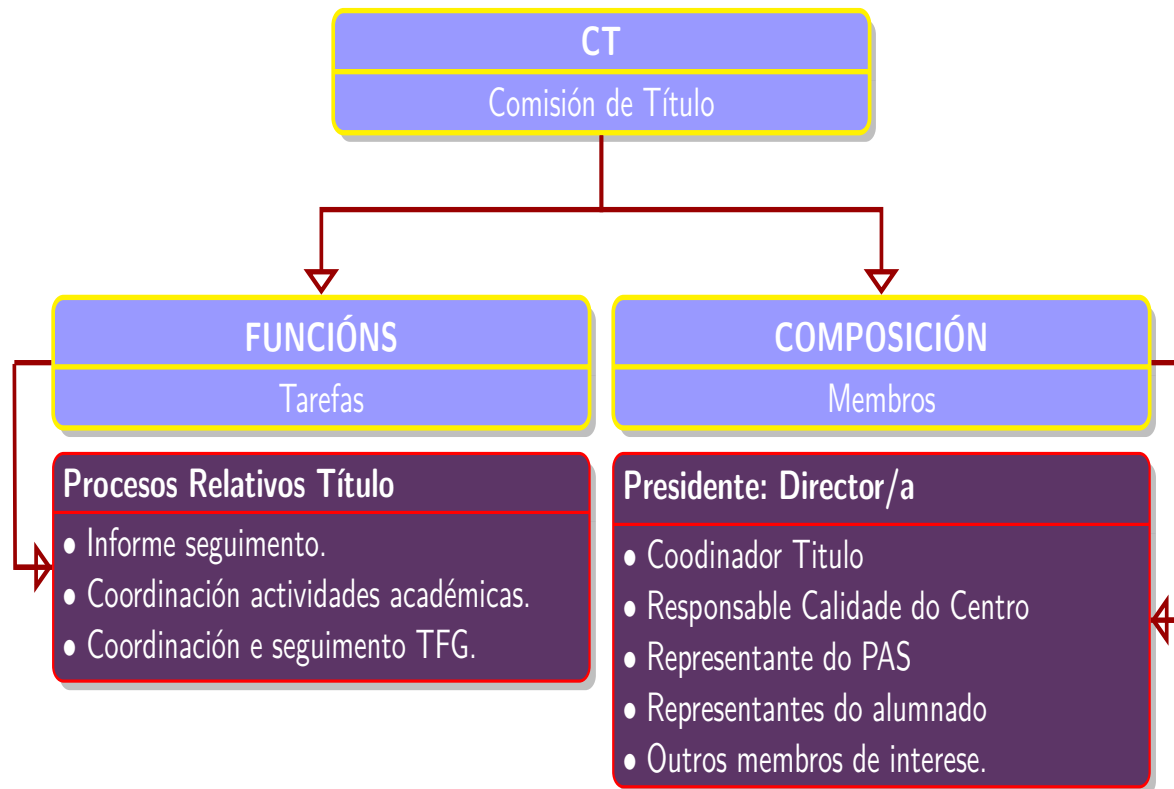 CT
Comisión de Título
FUNCIÓNS
Tarefas
COMPOSICIÓN
Membros
Procesos Relativos Título
• Informe seguimento.
• Coordinación actividades académicas.
• Coordinación e seguimento TFG.
Presidente: Director/a
• Coodinador Titulo
• Responsable Calidade do Centro
• Representante do PAS
• Representantes do alumnado
• Outros membros de interese.